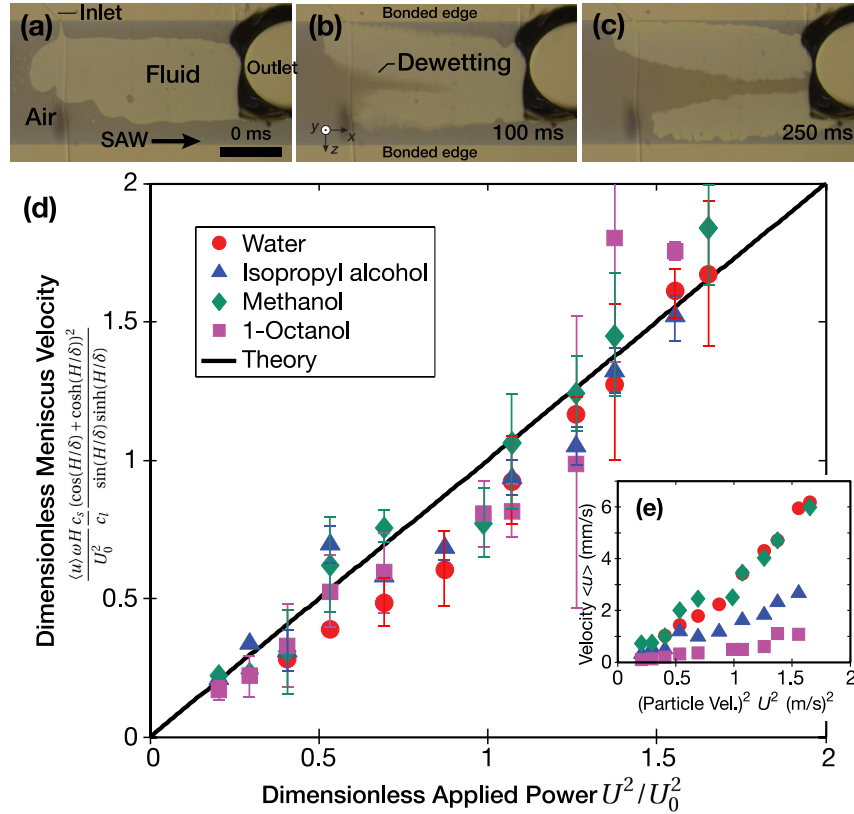 (a)
Inlet
Fluid
Outlet
Air
SAW
0 ms
Bonded edge
(b)
Dewetting
y
x
z
100 ms
Bonded edge
(c)
250 ms
(d)
2
1.5
1
0.5
0
Dimensionless Meniscus Velocity
⟨u⟩ ωH c_s (cos(H/δ) + cosh(H/δ))²
U₀² c_l sin(H/δ) sinh(H/δ)
Water
Isopropyl alcohol
Methanol
1-Octanol
Theory
0 0.5 1 1.5 2
Dimensionless Applied Power U²/U₀²
(e)
6
4
2
0
Velocity <u> (mm/s)
0 0.5 1 1.5 2
(Particle Vel.)² U² (m/s)²